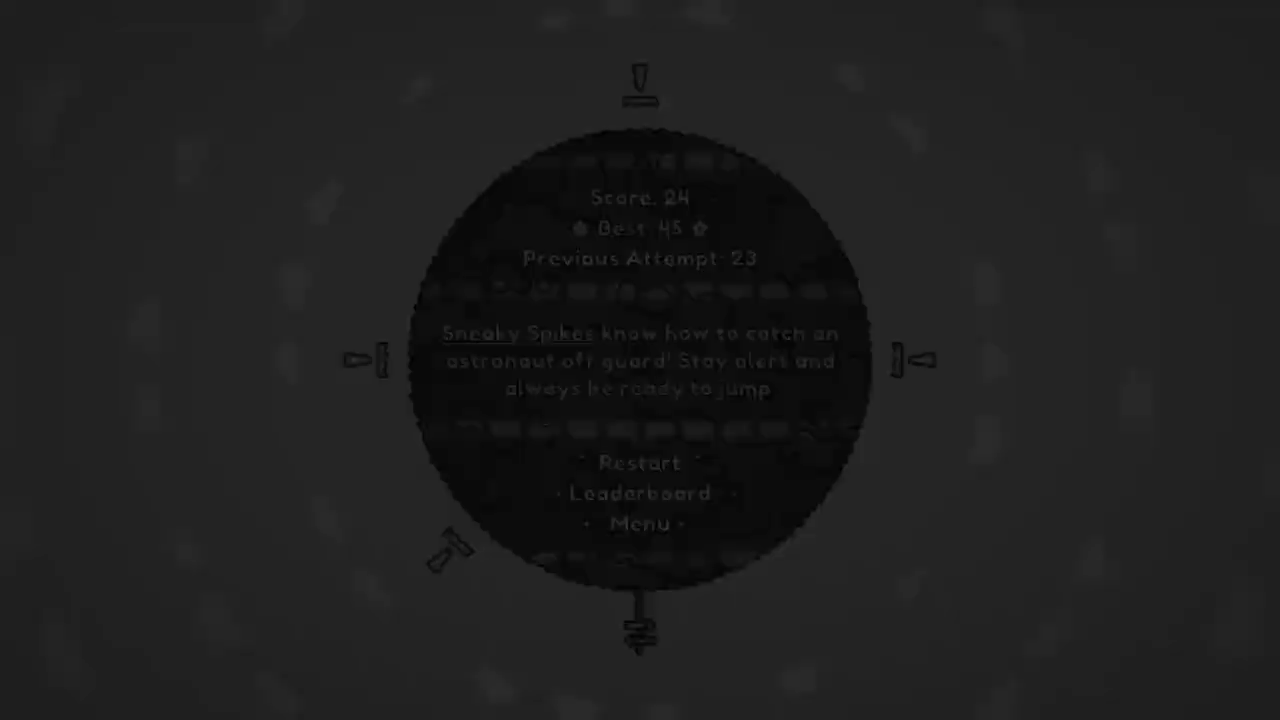 Score: 24
Best: 45
Previous Attempt: 23
Sneaky Spikes know how to catch an
astronaut off guard! Stay alert and
always be ready to jump
Restart
Leaderboard
Menu